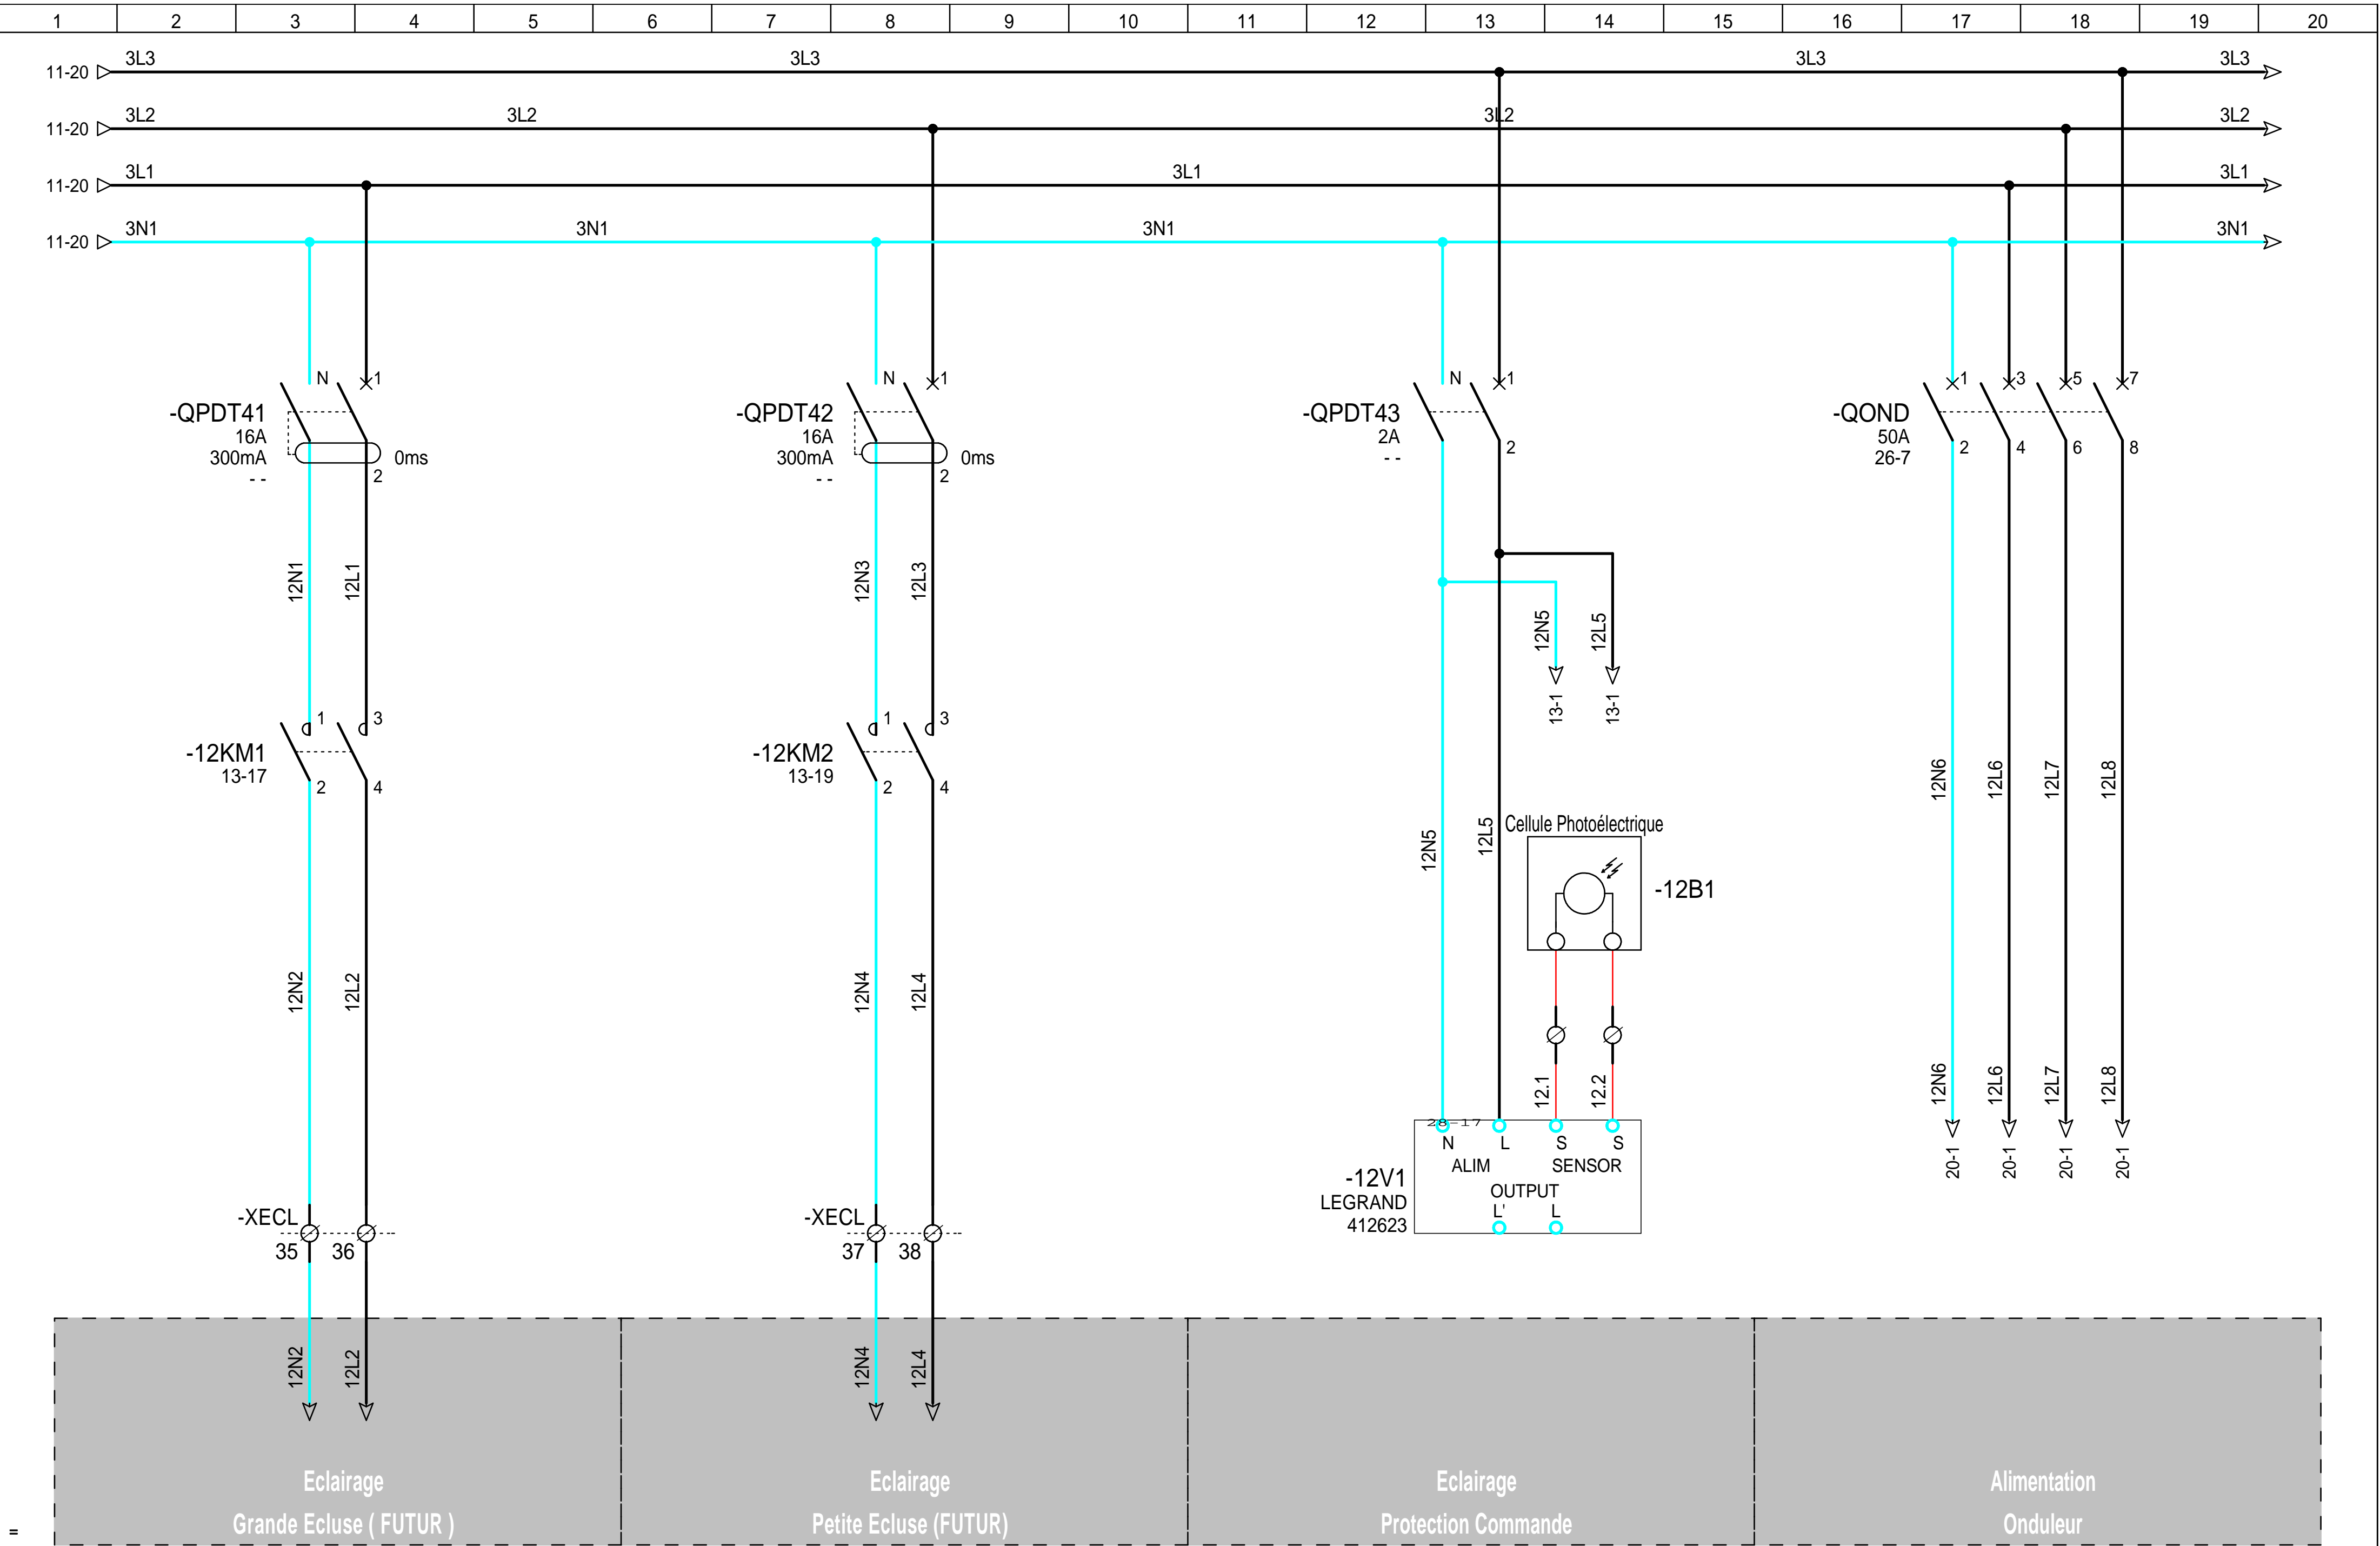 1 2 3 4 5 6 7 8 9 10 11 12 13 14 15 16 17 18 19 20
11-20 3L3 3L3 3L3 3L3
11-20 3L2 3L2 3L2 3L2
11-20 3L1 3L1 3L1
11-20 3N1 3N1 3N1 3N1
N 1
-QPDT41
16A
300mA 0ms
- - 2
12N1 12L1
1 3
-12KM1
13-17
2 4
12N2 12L2
-XECL
35 36
12N2 12L2
Eclairage
Grande Ecluse ( FUTUR )
N 1
-QPDT42
16A
300mA 0ms
- - 2
12N3 12L3
1 3
-12KM2
13-19
2 4
12N4 12L4
-XECL
37 38
12N4 12L4
Eclairage
Petite Ecluse (FUTUR)
N 1
-QPDT43
2A 2
- -
12N5 12L5
13-1 13-1
12N5 12L5
Cellule Photoélectrique
-12B1
12.1 12.2
28-17
N L S S
ALIM SENSOR
-12V1
LEGRAND OUTPUT
412623 L' L
Eclairage
Protection Commande
1 3 5 7
-QOND
50A 2 4 6 8
26-7
12N6 12L6 12L7 12L8
12N6 12L6 12L7 12L8
20-1 20-1 20-1 20-1
Alimentation
Onduleur
=